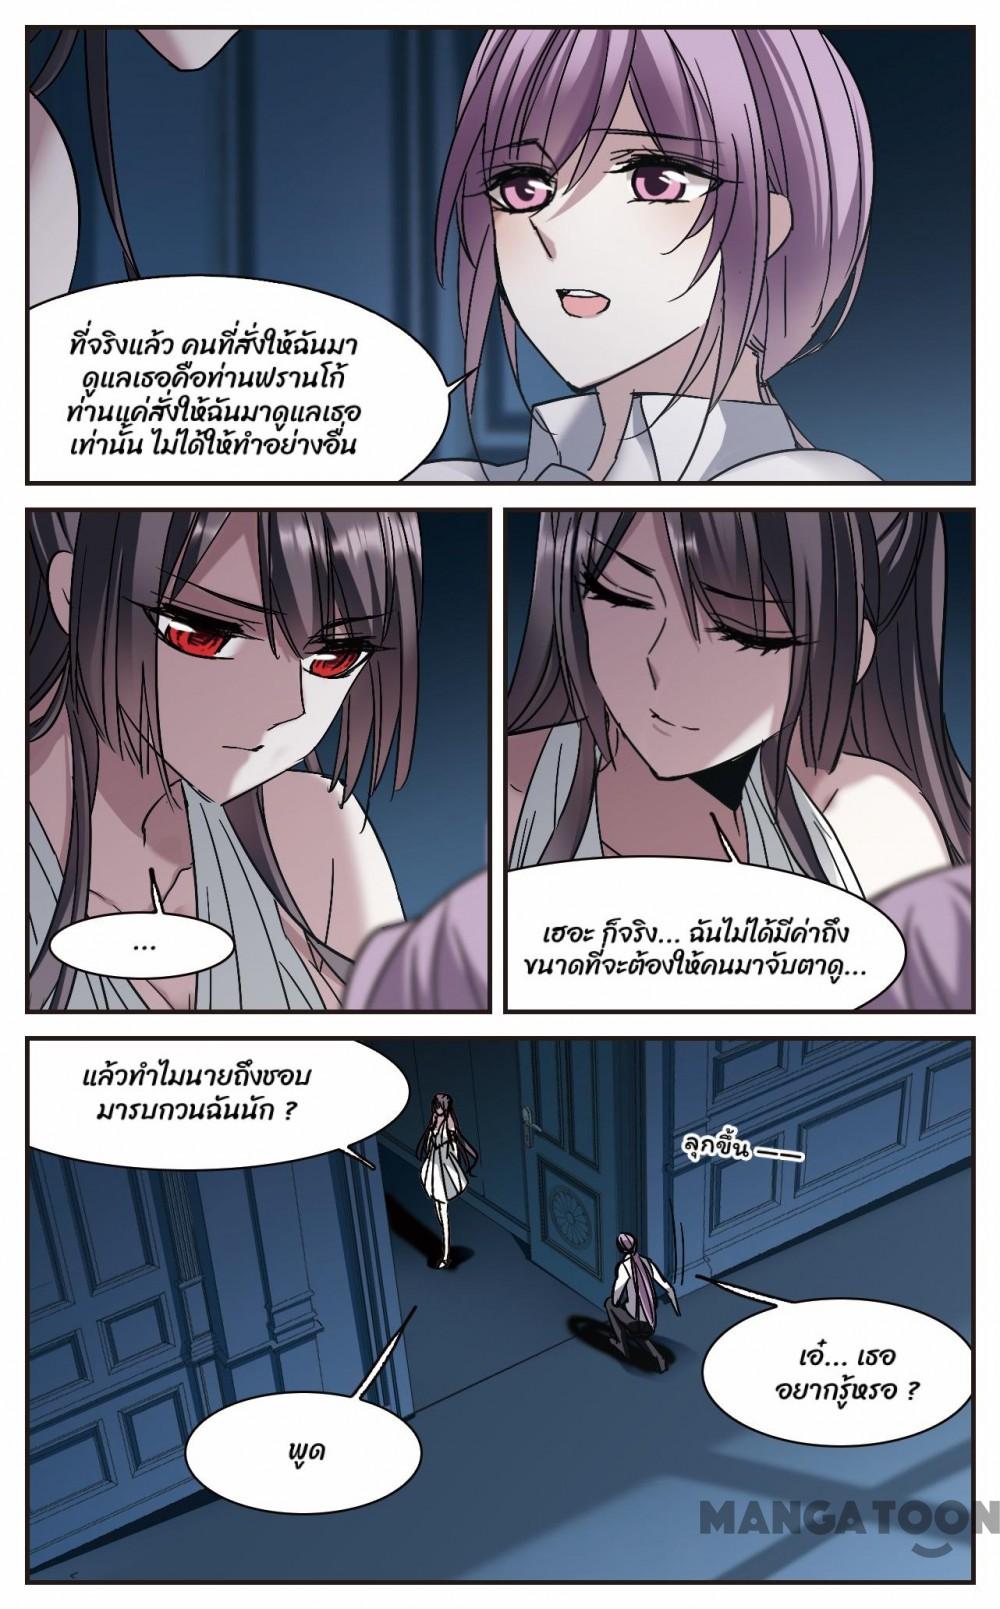 ที่จริงแล้ว คนที่สั่งให้ฉันมา
ดูแลเธอคือท่านฟรานโก้
ท่านแค่สั่งให้ฉันมาดูแลเธอ
เท่านั้น ไม่ได้ให้ทำอย่างอื่น
...
เฮอะ ก็จริง... ฉันไม่ได้มีค่าถึง
ขนาดที่จะต้องให้คนมาจับตาดู...
แล้วทำไมนายถึงชอบ
มารบกวนฉันนัก ?
ลุกขึ้น ——
เอ๋... เธอ
อยากรู้หรอ ?
พูด
MANGATOON